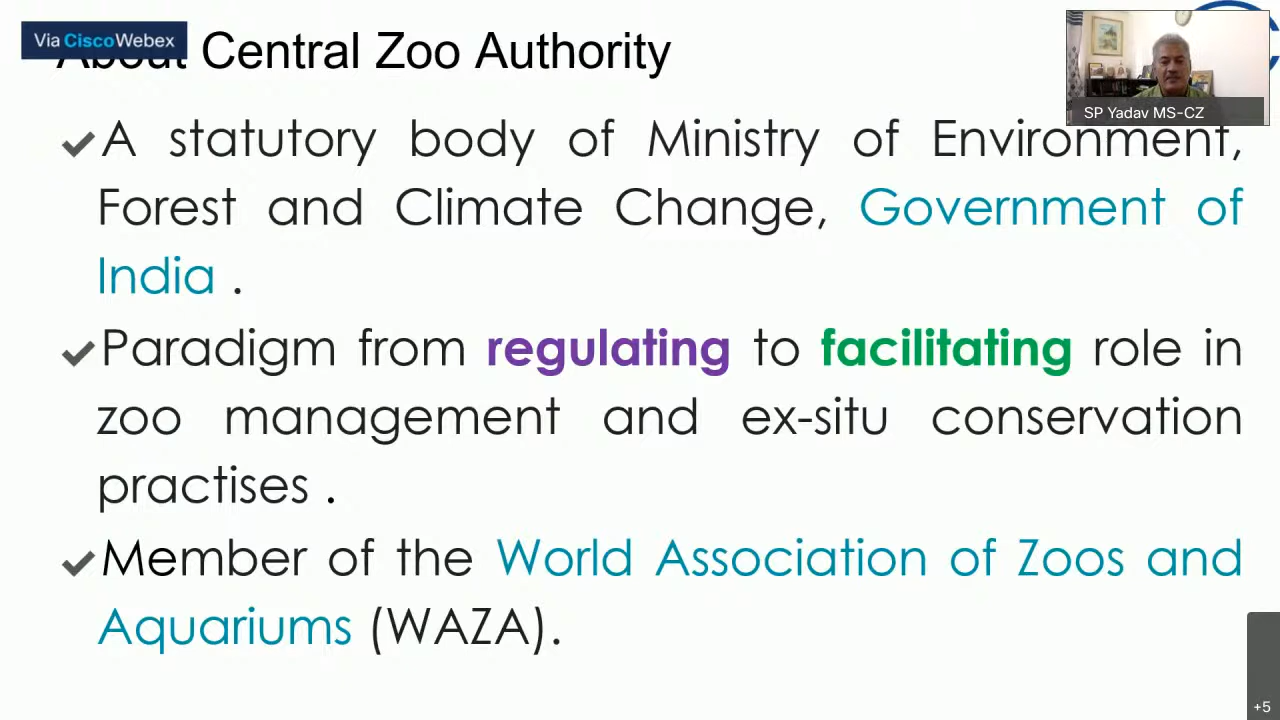 Via CiscoWebex
About Central Zoo Authority
SP Yadav MS-CZ
A statutory body of Ministry of Environment,
Forest and Climate Change, Government of
India .
Paradigm from regulating to facilitating role in
zoo management and ex-situ conservation
practises .
Member of the World Association of Zoos and
Aquariums (WAZA).
+5